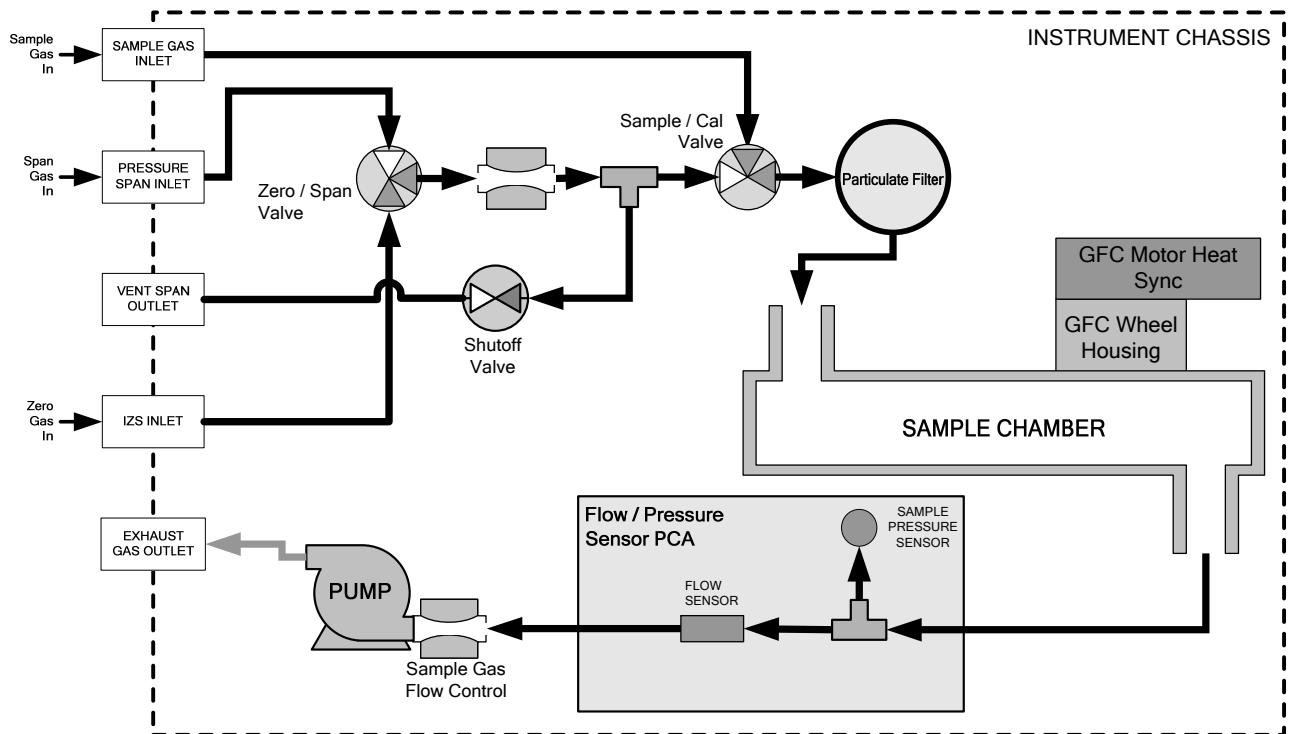 INSTRUMENT CHASSIS
Sample
Gas
In
SAMPLE GAS
INLET
Sample / Cal
Valve
Span
Gas
In
PRESSURE
SPAN INLET
Zero / Span
Valve
Particulate Filter
GFC Motor Heat
Sync
VENT SPAN
OUTLET
GFC Wheel
Housing
Shutoff
Valve
Zero
Gas
In
IZS INLET
SAMPLE CHAMBER
EXHAUST
GAS OUTLET
Flow / Pressure
Sensor PCA
SAMPLE
PRESSURE
SENSOR
PUMP
FLOW
SENSOR
Sample Gas
Flow Control